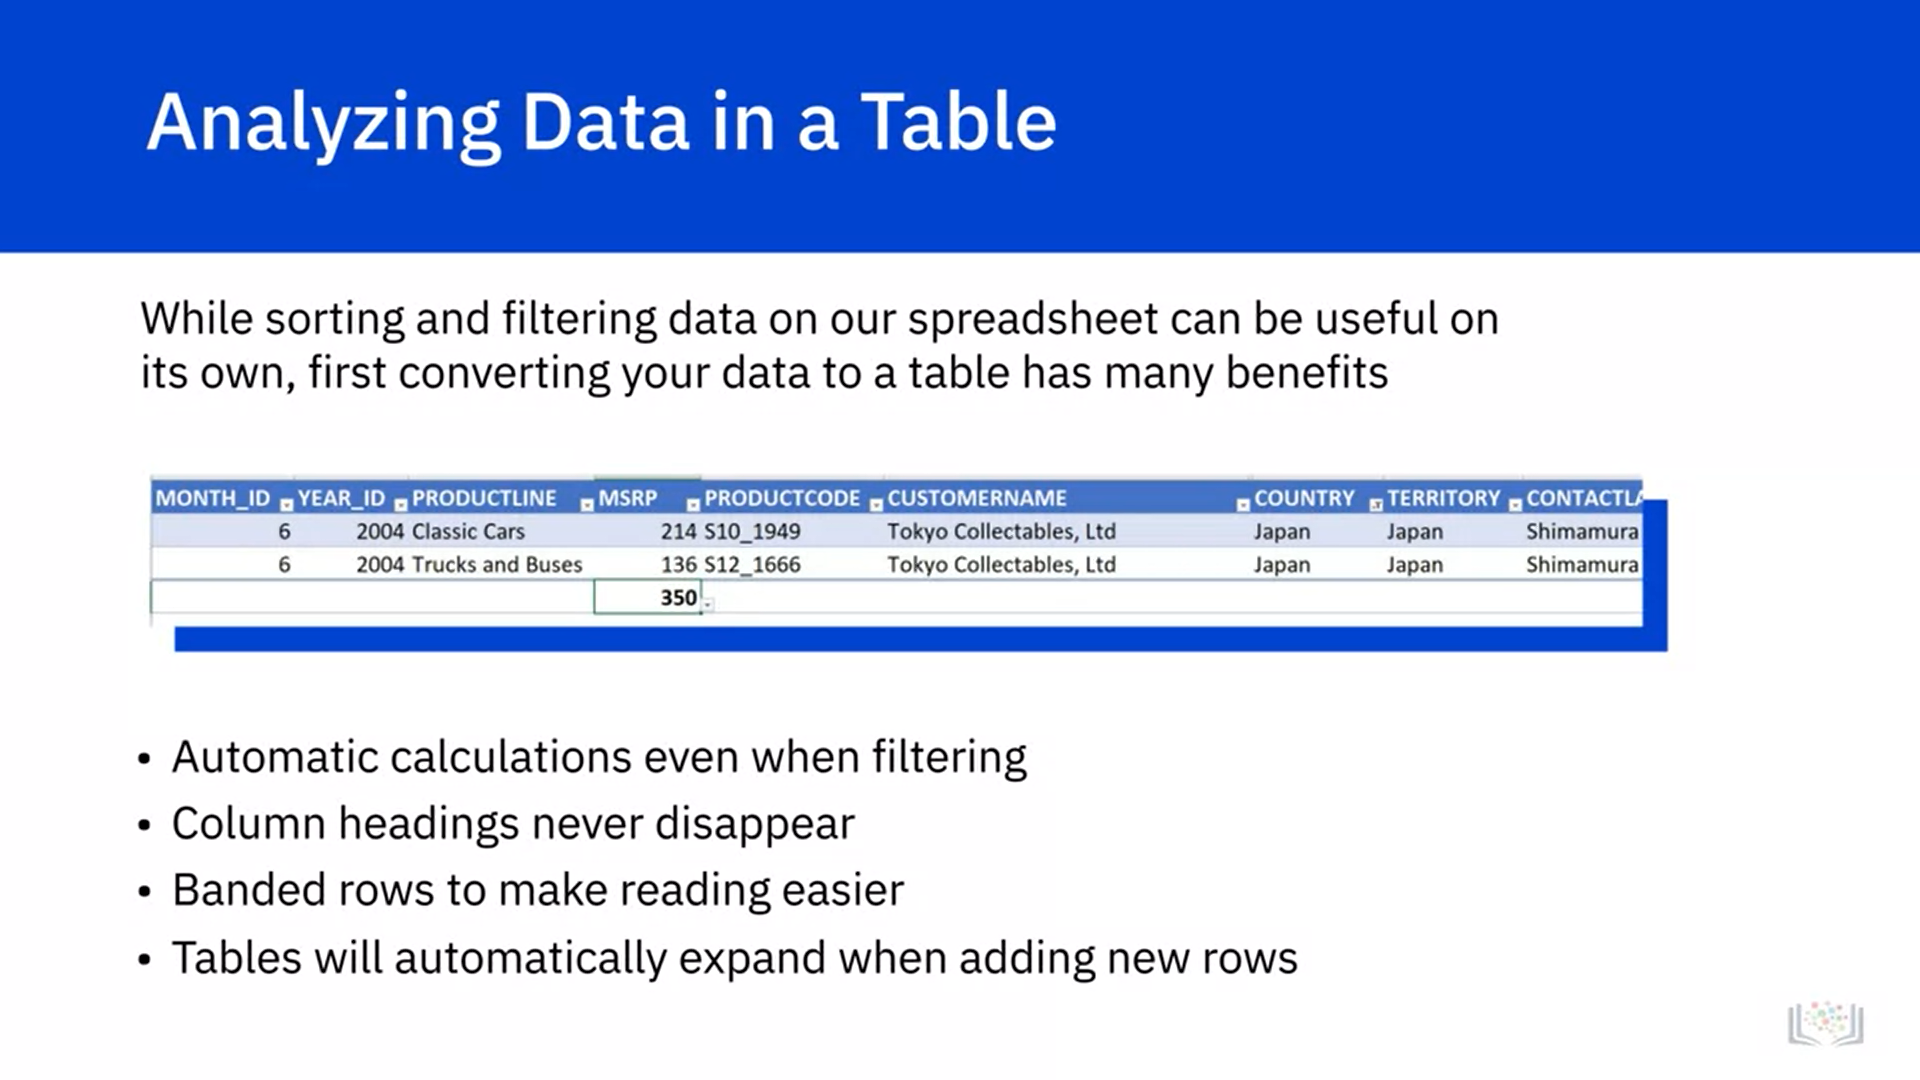 Analyzing Data in a Table
While sorting and filtering data on our spreadsheet can be useful on
its own, first converting your data to a table has many benefits
MONTH_ID YEAR_ID PRODUCTLINE MSRP PRODUCTCODE CUSTOMERNAME COUNTRY TERRITORY CONTACTLA
6 2004 Classic Cars 214 S10_1949 Tokyo Collectables, Ltd Japan Japan Shimamura
6 2004 Trucks and Buses 136 S12_1666 Tokyo Collectables, Ltd Japan Japan Shimamura
350
• Automatic calculations even when filtering
• Column headings never disappear
• Banded rows to make reading easier
• Tables will automatically expand when adding new rows